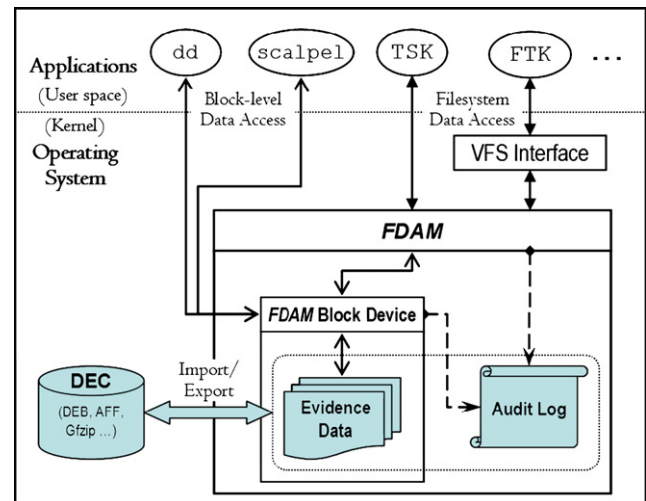 dd
scalpel
TSK
FTK
...
Applications
(User space)
Block-level
Data Access
Filesystem
Data Access
(Kernel)
Operating
System
VFS Interface
FDAM
FDAM Block Device
DEC
(DEB, AFF,
Gfzip ...)
Import/
Export
Evidence
Data
Audit Log